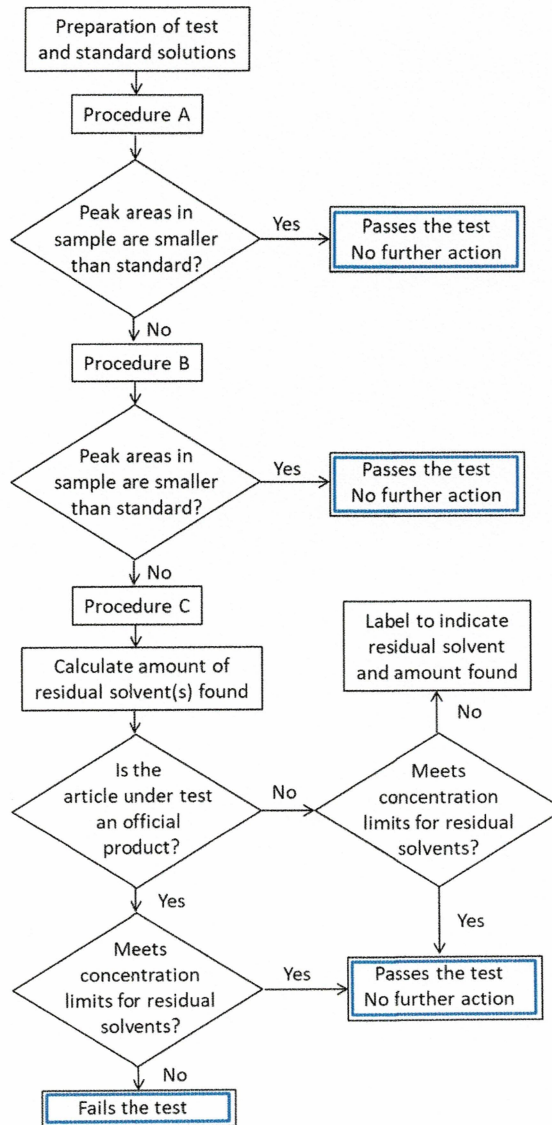 Preparation of test
and standard solutions
Procedure A
Peak areas in
sample are smaller
than standard?
Yes
Passes the test
No further action
No
Procedure B
Peak areas in
sample are smaller
than standard?
Yes
Passes the test
No further action
No
Procedure C
Calculate amount of
residual solvent(s) found
Label to indicate
residual solvent
and amount found
No
Is the
article under test
an official
product?
No
Meets
concentration
limits for residual
solvents?
Yes
Yes
Meets
concentration
limits for residual
solvents?
Yes
Passes the test
No further action
No
Fails the test